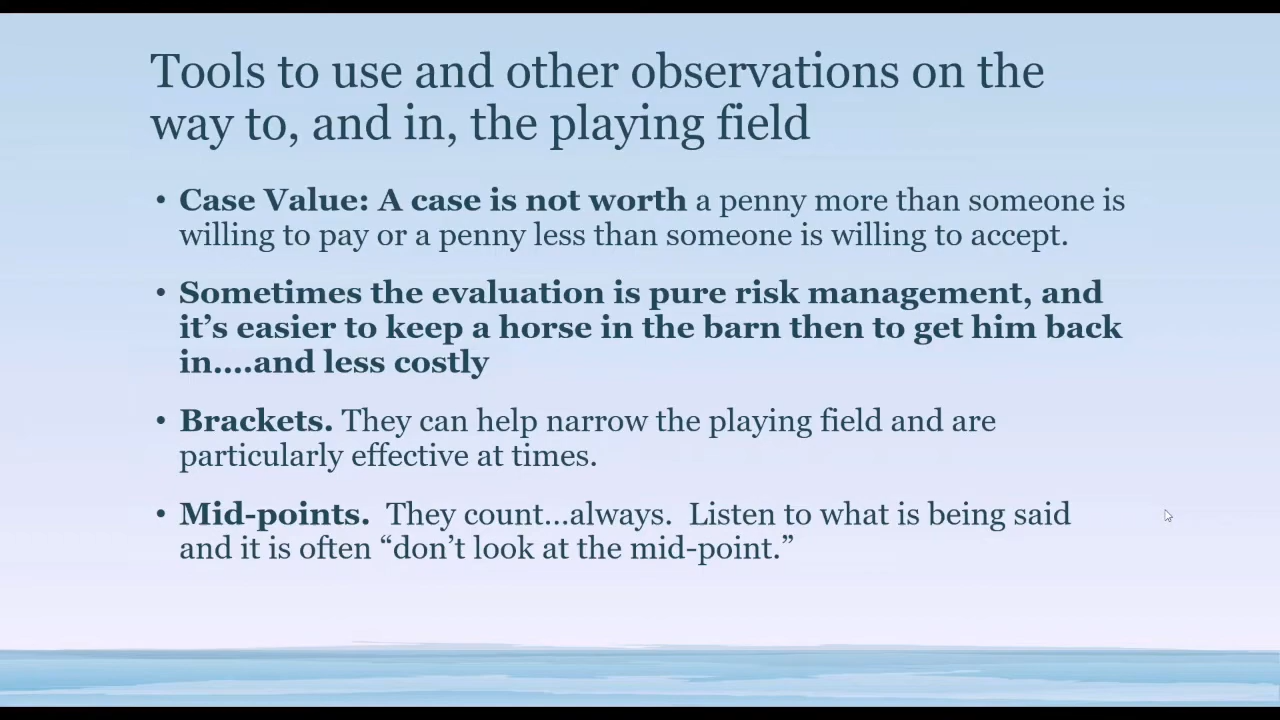 Tools to use and other observations on the
way to, and in, the playing field
• Case Value: A case is not worth a penny more than someone is
willing to pay or a penny less than someone is willing to accept.
• Sometimes the evaluation is pure risk management, and
it’s easier to keep a horse in the barn then to get him back
in....and less costly
• Brackets. They can help narrow the playing field and are
particularly effective at times.
• Mid-points.  They count…always.  Listen to what is being said
and it is often “don’t look at the mid-point.”